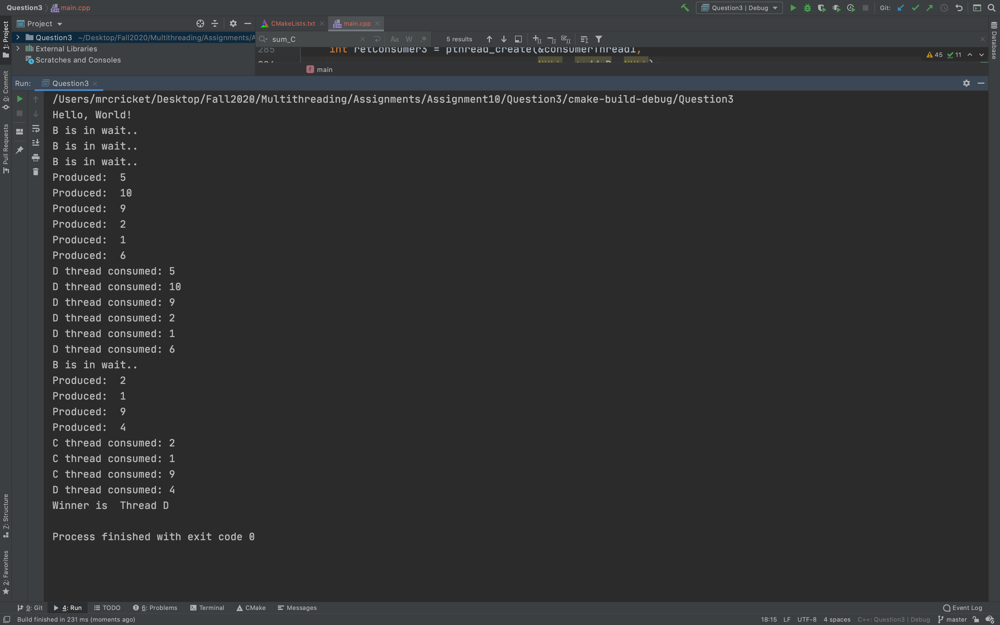 Question3 main.cpp Question3 | Debug Git:
Project CMakeLists.txt main.cpp
Question3 ~/Desktop/Fall2020/Multithreading/Assignments/A
External Libraries
Scratches and Consoles
sum_C Aa W .* 5 results
285 int retConsumer3 = pthread_create(&consumerThread1,
45 11
main
Run: Question3
/Users/mrcricket/Desktop/Fall2020/Multithreading/Assignments/Assignment10/Question3/cmake-build-debug/Question3
Hello, World!
B is in wait..
B is in wait..
B is in wait..
Produced:  5
Produced:  10
Produced:  9
Produced:  2
Produced:  1
Produced:  6
D thread consumed: 5
D thread consumed: 10
D thread consumed: 9
D thread consumed: 2
D thread consumed: 1
D thread consumed: 6
B is in wait..
Produced:  2
Produced:  1
Produced:  9
Produced:  4
C thread consumed: 2
C thread consumed: 1
C thread consumed: 9
D thread consumed: 4
Winner is  Thread D
Process finished with exit code 0
1: Project
0: Commit
Pull Requests
7: Structure
2: Favorites
Database
9: Git 4: Run TODO 6: Problems Terminal CMake Messages Event Log
Build finished in 231 ms (moments ago) 18:15 LF UTF-8 4 spaces C++: Question3 | Debug master